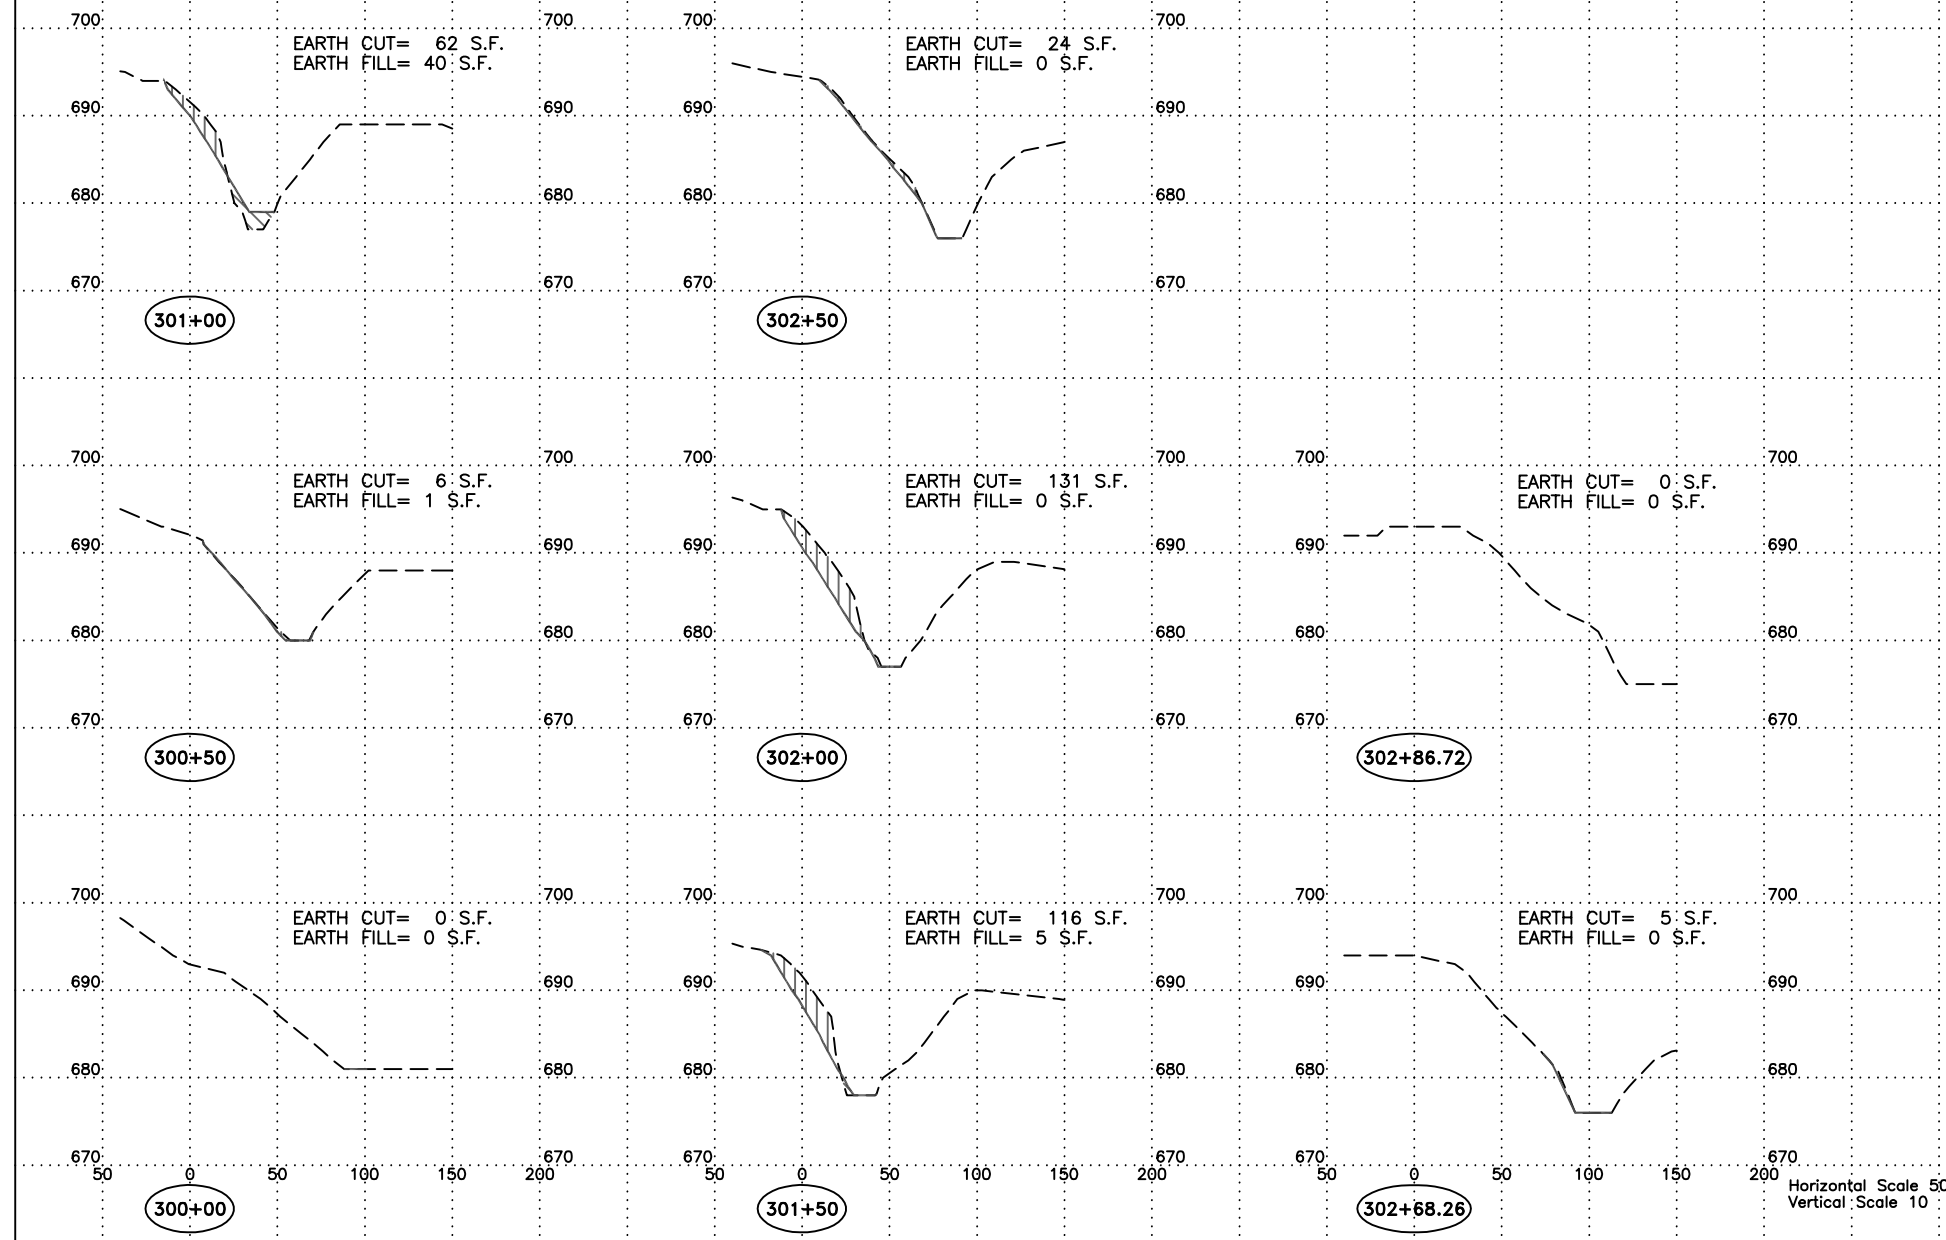 700 700 700 700
EARTH CUT= 62 S.F.
EARTH FILL= 40 S.F.
EARTH CUT= 24 S.F.
EARTH FILL= 0 S.F.
690 690 690 690
680 680 680 680
670 670 670 670
301+00 302+50
700 700 700 700 700 700
EARTH CUT= 6 S.F.
EARTH FILL= 1 S.F.
EARTH CUT= 131 S.F.
EARTH FILL= 0 S.F.
EARTH CUT= 0 S.F.
EARTH FILL= 0 S.F.
690 690 690 690 690 690
680 680 680 680 680 680
670 670 670 670 670 670
300+50 302+00 302+86.72
700 700 700 700 700 700
EARTH CUT= 0 S.F.
EARTH FILL= 0 S.F.
EARTH CUT= 116 S.F.
EARTH FILL= 5 S.F.
EARTH CUT= 5 S.F.
EARTH FILL= 0 S.F.
690 690 690 690 690 690
680 680 680 680 680 680
670 670 670 670 670 670
50 0 50 100 150 200 50 0 50 100 150 200 50 0 50 100 150 200
300+00 301+50 302+68.26
Horizontal Scale 50
Vertical Scale 10